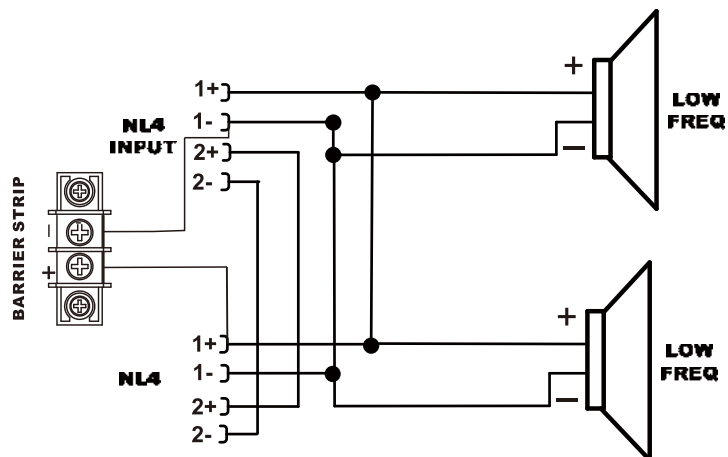 1+
1-
2+
2-
NL4
INPUT
+
−
LOW
FREQ
BARRIER STRIP
−
+
1+
1-
2+
2-
NL4
+
−
LOW
FREQ